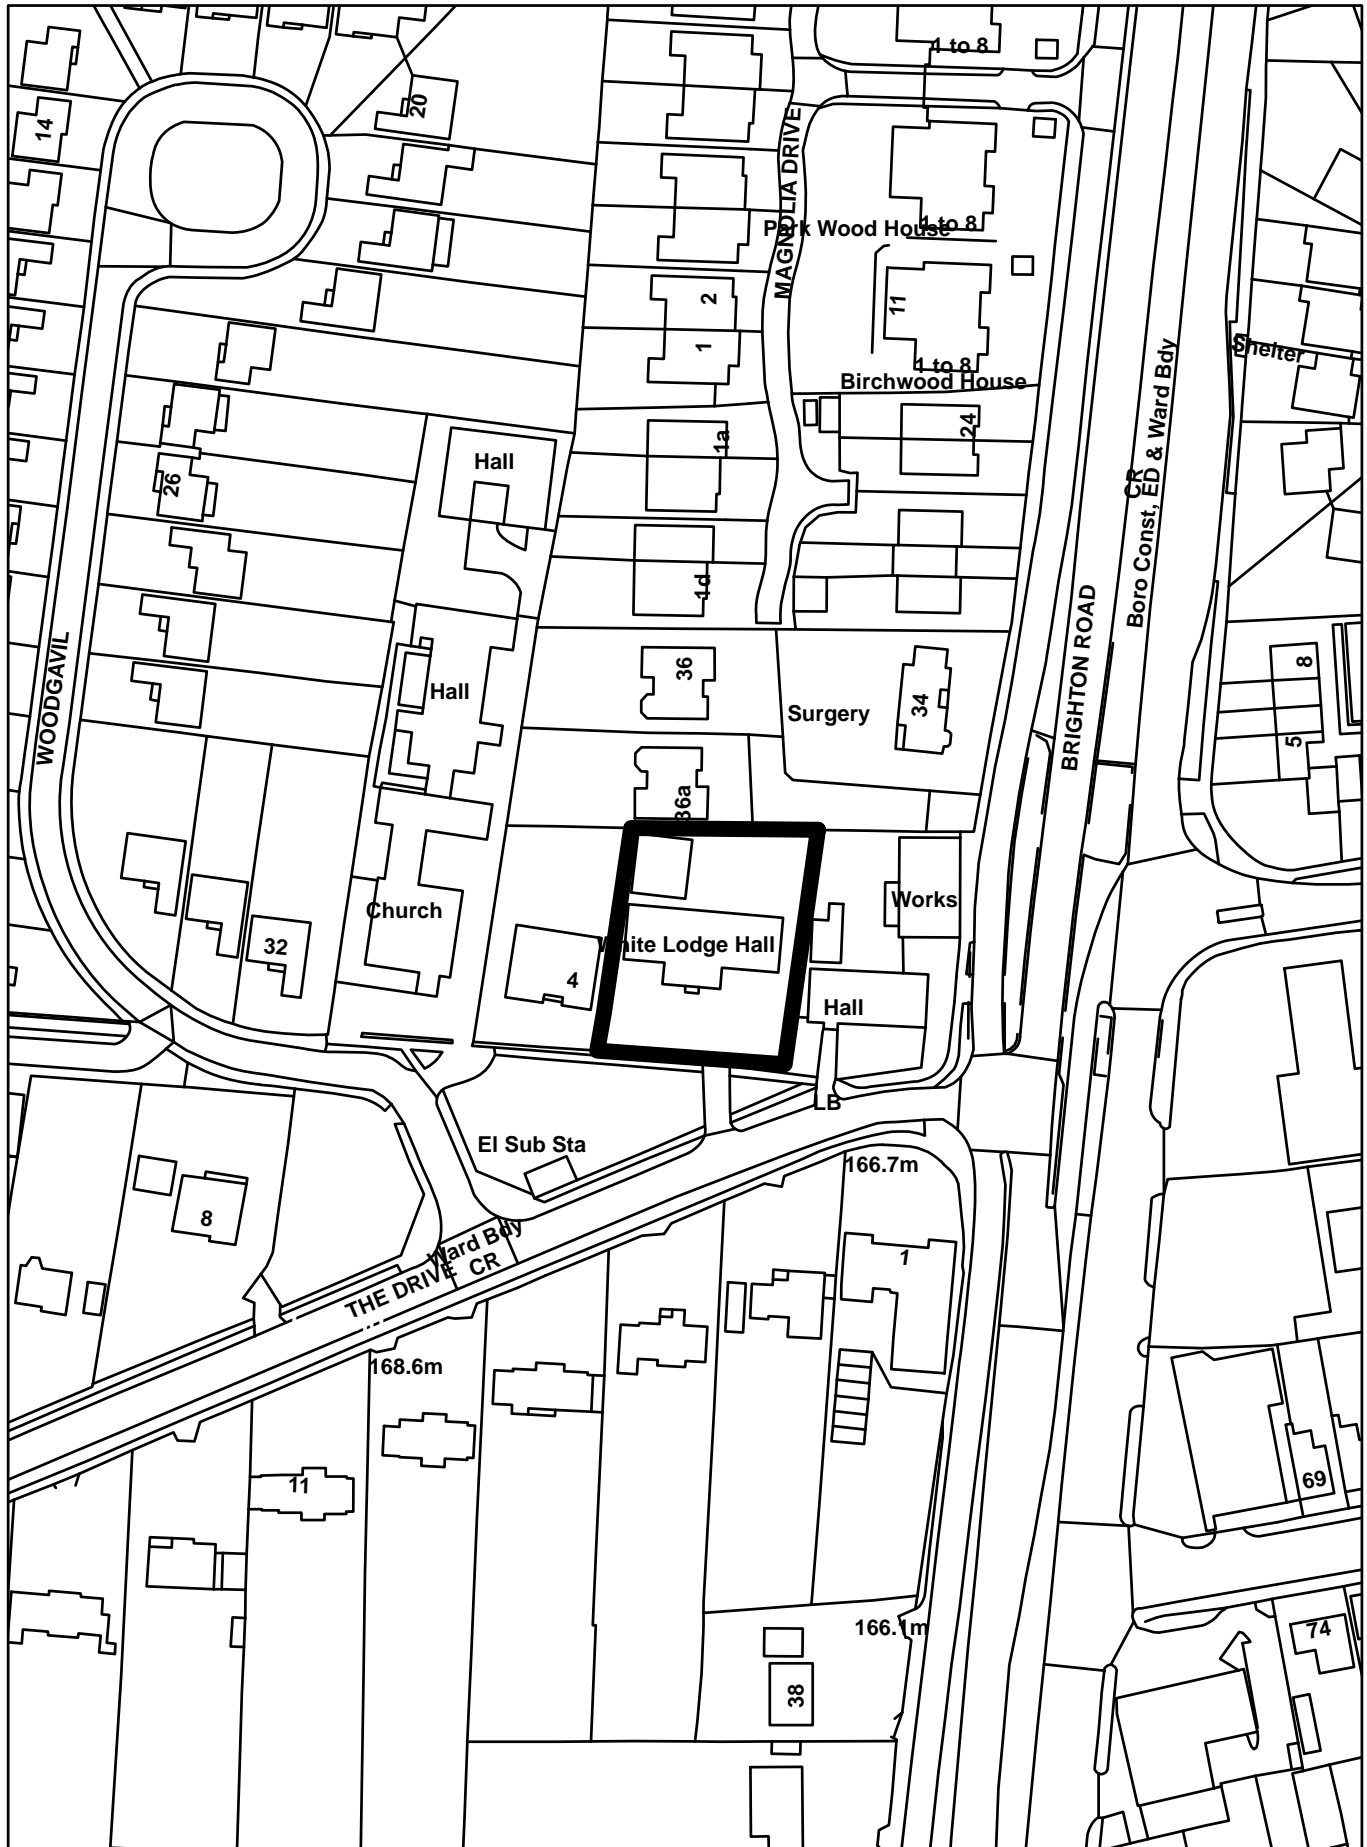 1 to 8
20
14
MAGNOLIA DRIVE
1 to 8
Park Wood House
2
11
1
Shelter
1 to 8
Birchwood House
24
1a
Hall
26
CR
Boro Const, ED & Ward Bdy
1d
BRIGHTON ROAD
WOODGAVIL
36
8
Hall
34
Surgery
5
36a
Works
Church
32
White Lodge Hall
4
Hall
LB
El Sub Sta
166.7m
8
Ward Bdy
CR
1
THE DRIVE
168.6m
11
69
166.1m
74
38